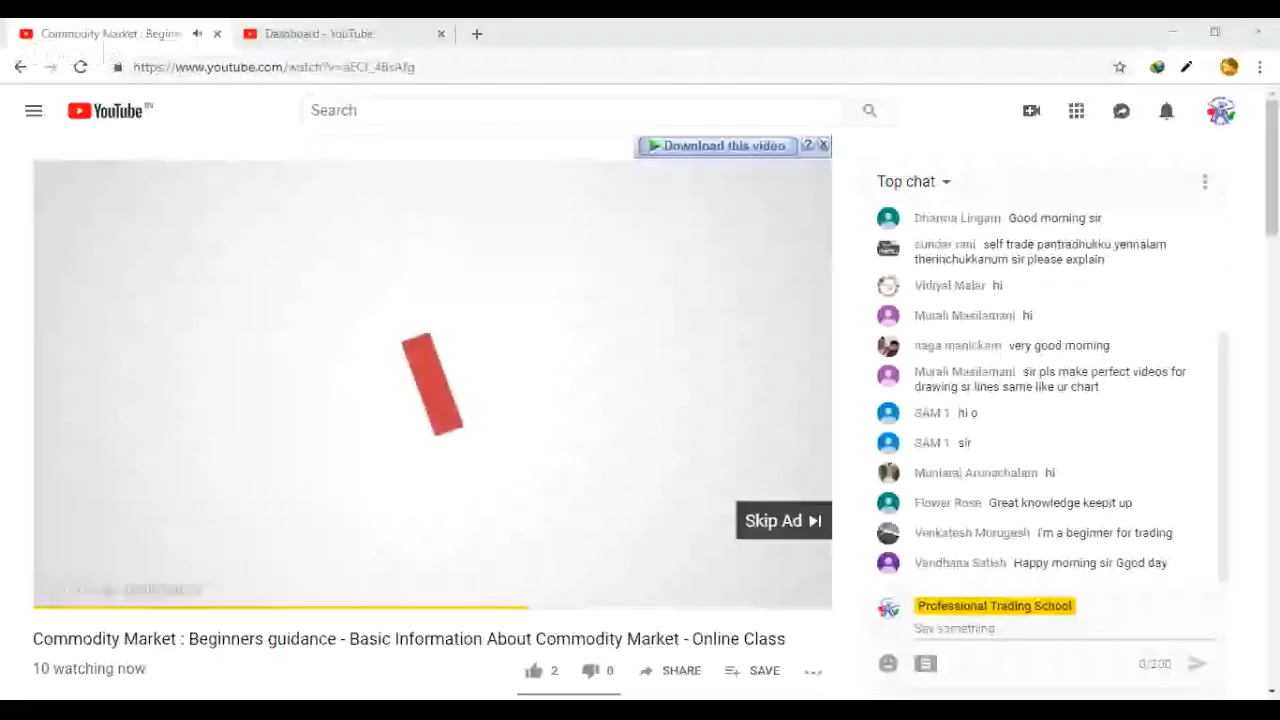 Commodity Market : Beginn
Dashboard - YouTube
https://www.youtube.com/watch?v=
YouTube
Search
Download this video
?
Top chat
Dharma Lingam Good morning sir
sundar rani self trade pantradhukku yennalam
therinchukkanum sir please explain
Vidiyal Malar hi
Murali Masilamani hi
naga manickam very good morning
Murali Masilamani sir pls make perfect videos for
drawing sr lines same like ur chart
SAM 1 hi o
SAM 1 sir
Muniaraj Arunachalam hi
Flower Rose Great knowledge keepit up
Venkatesh Murugesh i'm a beginner for trading
Vandhana Satish Happy morning sir Ggod day
Skip Ad
Professional Trading School
Say something
0/200
Commodity Market : Beginners guidance - Basic Information About Commodity Market - Online Class
10 watching now
2
0
SHARE
SAVE